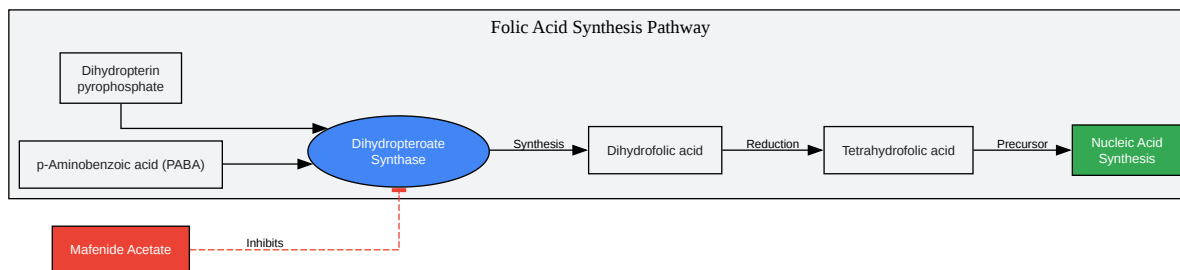 Folic Acid Synthesis Pathway
Dihydropterin
pyrophosphate
p-Aminobenzoic acid (PABA)
Dihydropteroate
Synthase
Synthesis
Dihydrofolic acid
Reduction
Tetrahydrofolic acid
Precursor
Nucleic Acid
Synthesis
Mafenide Acetate
Inhibits